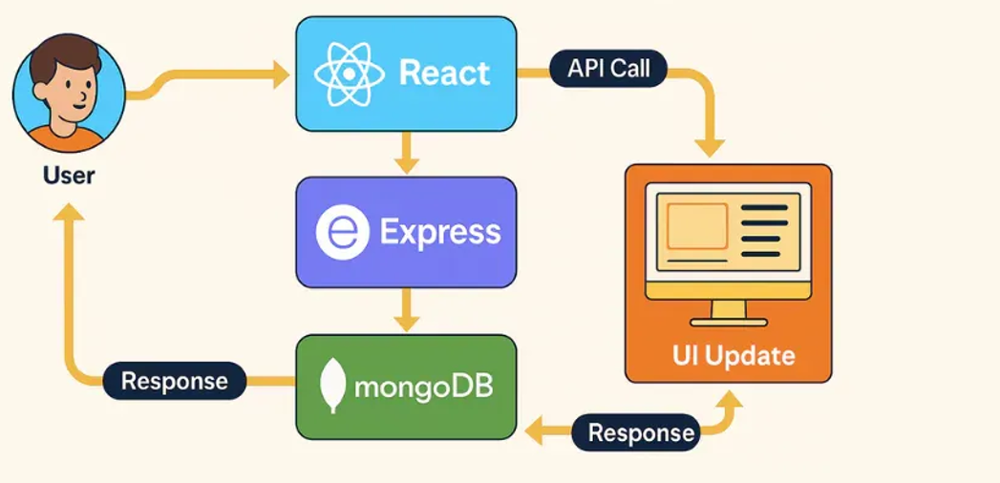 React
API Call
User
Express
UI Update
Response
mongoDB
Response